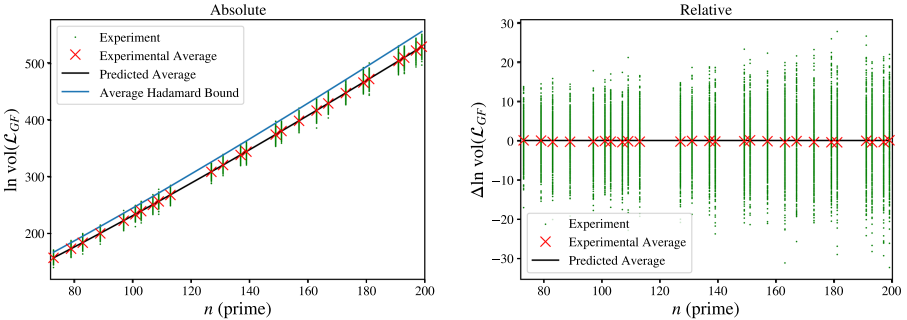 Absolute
Experiment
Experimental Average
Predicted Average
Average Hadamard Bound
500
400
300
200
ln vol(𝓛_GF)
80 100 120 140 160 180 200
n (prime)
Relative
30
20
10
0
−10
−20
−30
Δln vol(𝓛_GF)
Experiment
Experimental Average
Predicted Average
80 100 120 140 160 180 200
n (prime)